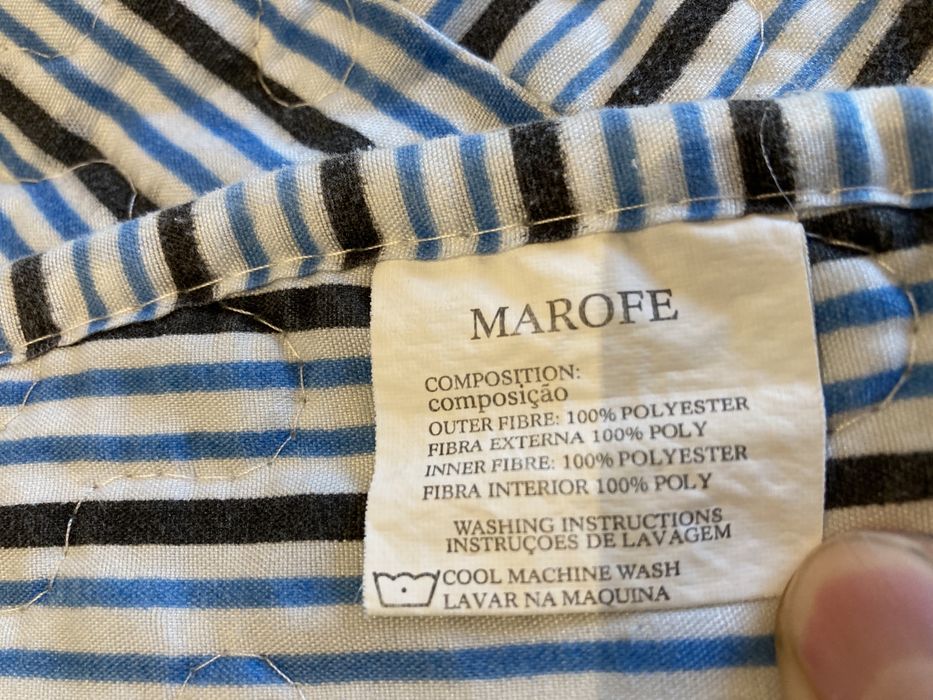 MAROFE
COMPOSITION:
composição
OUTER FIBRE: 100% POLYESTER
FIBRA EXTERNA 100% POLY
INNER FIBRE: 100% POLYESTER
FIBRA INTERIOR 100% POLY
WASHING INSTRUCTIONS
INSTRUÇOES DE LAVAGEM
COOL MACHINE WASH
LAVAR NA MAQUINA